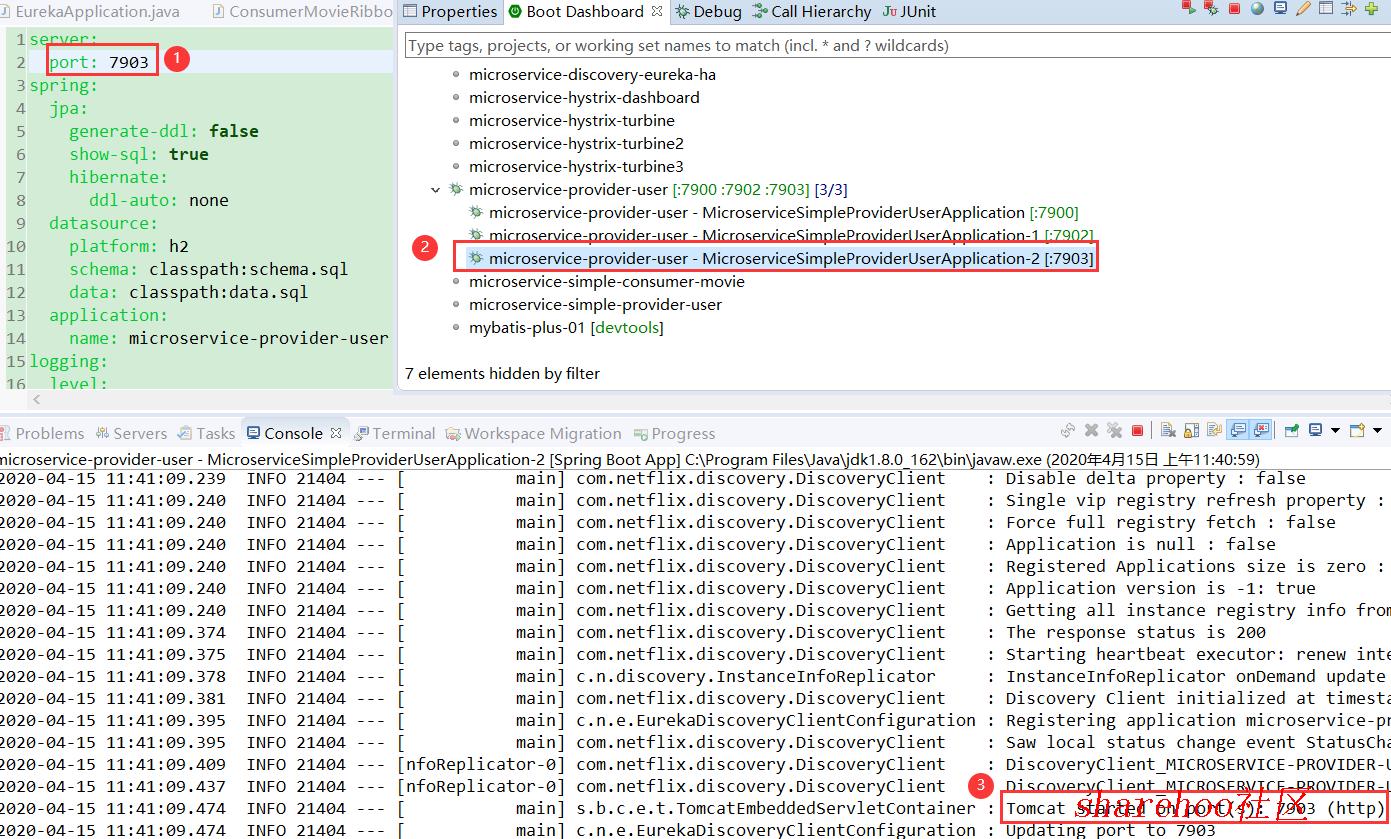 EurekaApplication.java
ConsumerMovieRibbo
Properties
Boot Dashboard
Debug
Call Hierarchy
JUnit
1 server:
2 port: 7903
1
3 spring:
4 jpa:
5 generate-ddl: false
6 show-sql: true
7 hibernate:
8 ddl-auto: none
9 datasource:
10 platform: h2
11 schema: classpath:schema.sql
12 data: classpath:data.sql
13 application:
14 name: microservice-provider-user
15 logging:
16 level:
Type tags, projects, or working set names to match (incl. * and ? wildcards)
microservice-discovery-eureka-ha
microservice-hystrix-dashboard
microservice-hystrix-turbine
microservice-hystrix-turbine2
microservice-hystrix-turbine3
microservice-provider-user [:7900 :7902 :7903] [3/3]
microservice-provider-user - MicroserviceSimpleProviderUserApplication [:7900]
microservice-provider-user - MicroserviceSimpleProviderUserApplication-1 [:7902]
2
microservice-provider-user - MicroserviceSimpleProviderUserApplication-2 [:7903]
microservice-simple-consumer-movie
microservice-simple-provider-user
mybatis-plus-01 [devtools]
7 elements hidden by filter
Problems
Servers
Tasks
Console
Terminal
Workspace Migration
Progress
microservice-provider-user - MicroserviceSimpleProviderUserApplication-2 [Spring Boot App] C:\Program Files\Java\jdk1.8.0_162\bin\javaw.exe (2020年4月15日 上午11:40:59)
2020-04-15 11:41:09.239 INFO 21404 --- [ main] com.netflix.discovery.DiscoveryClient : Disable delta property : false
2020-04-15 11:41:09.240 INFO 21404 --- [ main] com.netflix.discovery.DiscoveryClient : Single vip registry refresh property :
2020-04-15 11:41:09.240 INFO 21404 --- [ main] com.netflix.discovery.DiscoveryClient : Force full registry fetch : false
2020-04-15 11:41:09.240 INFO 21404 --- [ main] com.netflix.discovery.DiscoveryClient : Application is null : false
2020-04-15 11:41:09.240 INFO 21404 --- [ main] com.netflix.discovery.DiscoveryClient : Registered Applications size is zero :
2020-04-15 11:41:09.240 INFO 21404 --- [ main] com.netflix.discovery.DiscoveryClient : Application version is -1: true
2020-04-15 11:41:09.240 INFO 21404 --- [ main] com.netflix.discovery.DiscoveryClient : Getting all instance registry info from
2020-04-15 11:41:09.374 INFO 21404 --- [ main] com.netflix.discovery.DiscoveryClient : The response status is 200
2020-04-15 11:41:09.375 INFO 21404 --- [ main] com.netflix.discovery.DiscoveryClient : Starting heartbeat executor: renew inte
2020-04-15 11:41:09.378 INFO 21404 --- [ main] c.n.discovery.InstanceInfoReplicator : InstanceInfoReplicator onDemand update
2020-04-15 11:41:09.381 INFO 21404 --- [ main] com.netflix.discovery.DiscoveryClient : Discovery Client initialized at timesta
2020-04-15 11:41:09.395 INFO 21404 --- [ main] c.n.e.EurekaDiscoveryClientConfiguration : Registering application microservice-pr
2020-04-15 11:41:09.395 INFO 21404 --- [ main] com.netflix.discovery.DiscoveryClient : Saw local status change event StatusCha
2020-04-15 11:41:09.409 INFO 21404 --- [nfoReplicator-0] com.netflix.discovery.DiscoveryClient : DiscoveryClient_MICROSERVICE-PROVIDER-U
2020-04-15 11:41:09.437 INFO 21404 --- [nfoReplicator-0] com.netflix.discovery.DiscoveryClient : DiscoveryClient_MICROSERVICE-PROVIDER-U
3
2020-04-15 11:41:09.474 INFO 21404 --- [ main] s.b.c.e.t.TomcatEmbeddedServletContainer : Tomcat started on port(s): 7903 (http)
sharehoo社区
2020-04-15 11:41:09.474 INFO 21404 --- [ main] c.n.e.EurekaDiscoveryClientConfiguration : Updating port to 7903